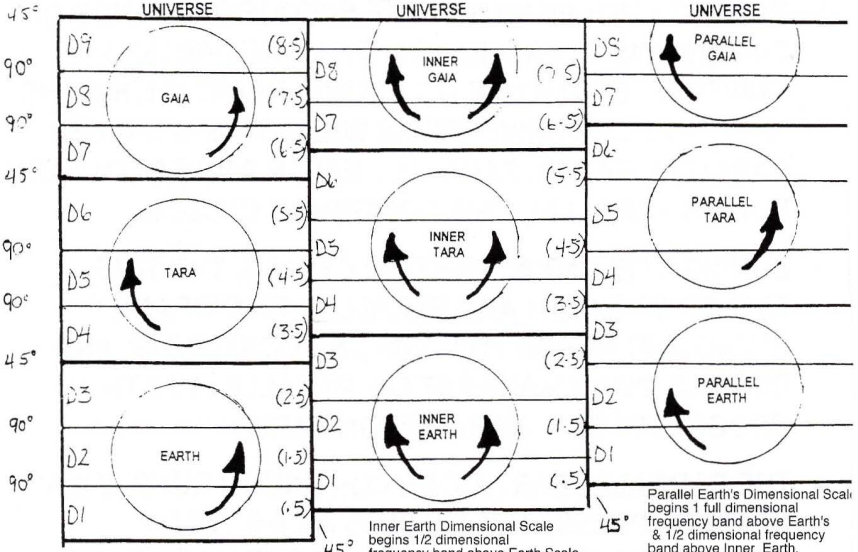 UNIVERSE
45°
D9
(8.5)
90°
D8
GAIA
(7.5)
90°
D7
(6.5)
45°
D6
(5.5)
90°
D5
TARA
(4.5)
90°
D4
(3.5)
45°
D3
(2.5)
90°
D2
EARTH
(1.5)
90°
D1
(.5)
UNIVERSE
D8
INNER
GAIA
(7.5)
D7
(6.5)
D6
(5.5)
D5
INNER
TARA
(4.5)
D4
(3.5)
D3
(2.5)
D2
INNER
EARTH
(1.5)
D1
(.5)
45°
Inner Earth Dimensional Scale
begins 1/2 dimensional
frequency band above Earth Scale
UNIVERSE
D8
PARALLEL
GAIA
D7
D6
D5
PARALLEL
TARA
D4
D3
D2
PARALLEL
EARTH
D1
45°
Parallel Earth's Dimensional Scale
begins 1 full dimensional
frequency band above Earth's
& 1/2 dimensional frequency
band above Inner Earth